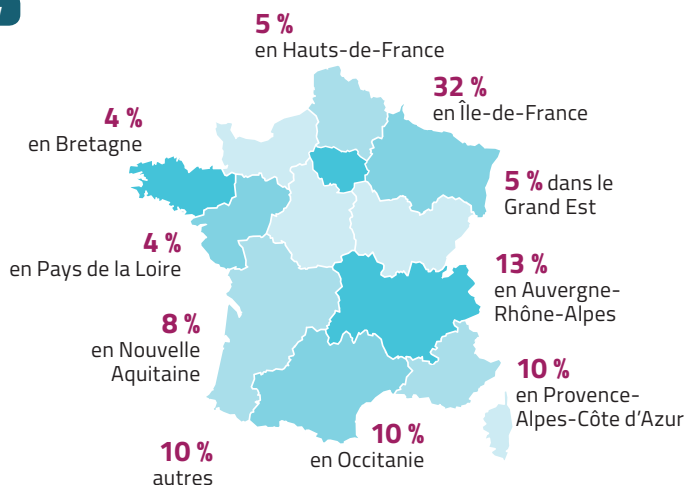 5 %
en Hauts-de-France
32 %
en Île-de-France
4 %
en Bretagne
5 % dans le
Grand Est
4 %
en Pays de la Loire
13 %
en Auvergne-
Rhône-Alpes
8 %
en Nouvelle
Aquitaine
10 %
en Provence-
Alpes-Côte d'Azur
10 %
en Occitanie
10 %
autres